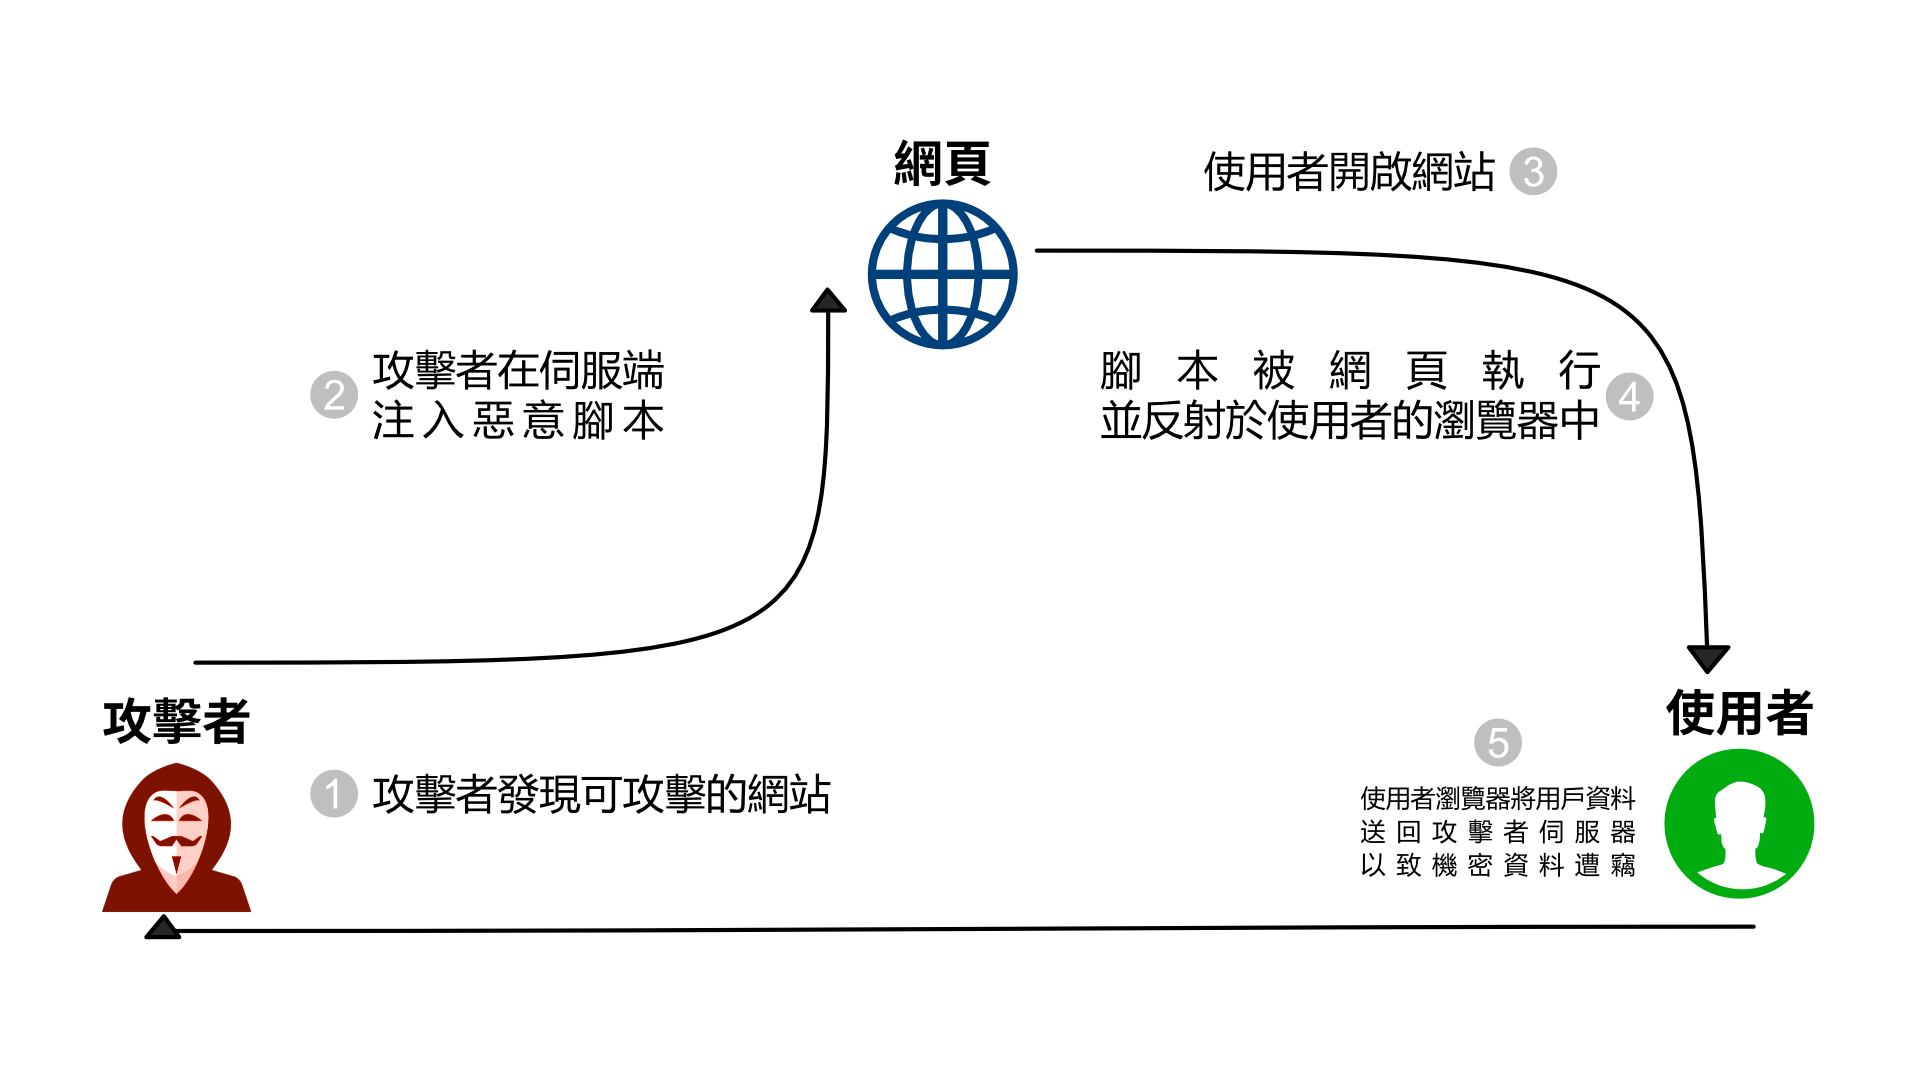 網頁
使用者開啟網站 3
2 攻擊者在伺服端
注入惡意腳本
腳本被網頁執行
並反射於使用者的瀏覽器中 4
攻擊者
1 攻擊者發現可攻擊的網站
使用者
5
使用者瀏覽器將用戶資料
送回攻擊者伺服器
以致機密資料遭竊